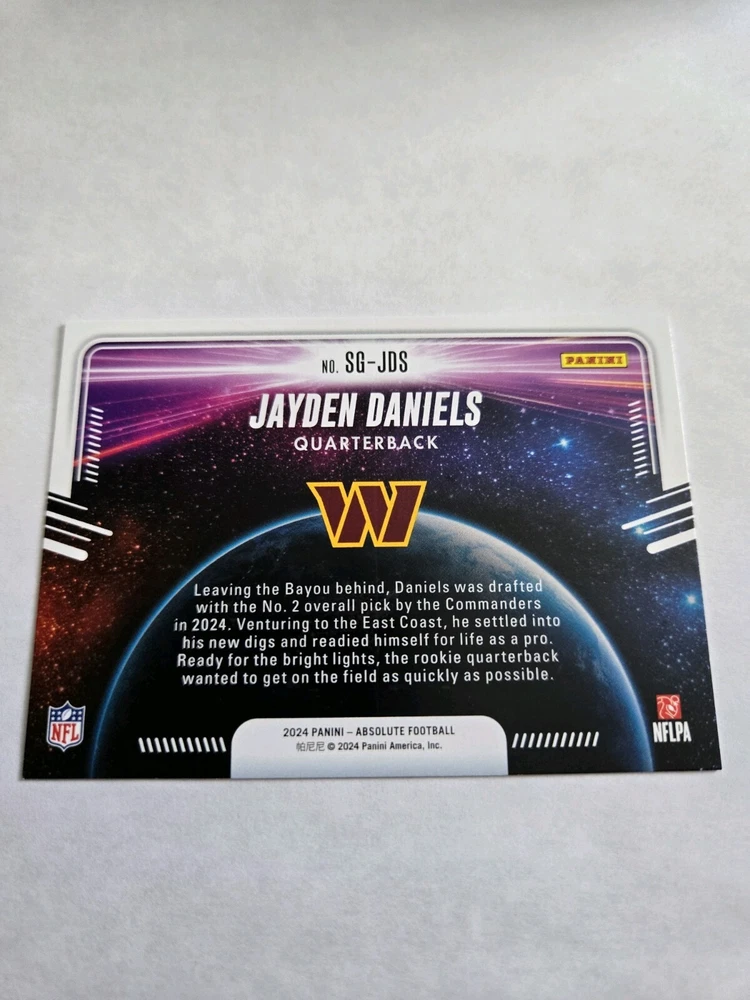 NO. SG-JDS
PANINI
JAYDEN DANIELS
QUARTERBACK
W
Leaving the Bayou behind, Daniels was drafted
with the No. 2 overall pick by the Commanders
in 2024. Venturing to the East Coast, he settled into
his new digs and readied himself for life as a pro.
Ready for the bright lights, the rookie quarterback
wanted to get on the field as quickly as possible.
NFL
NFLPA
2024 PANINI – ABSOLUTE FOOTBALL
帕尼尼 © 2024 Panini America, Inc.